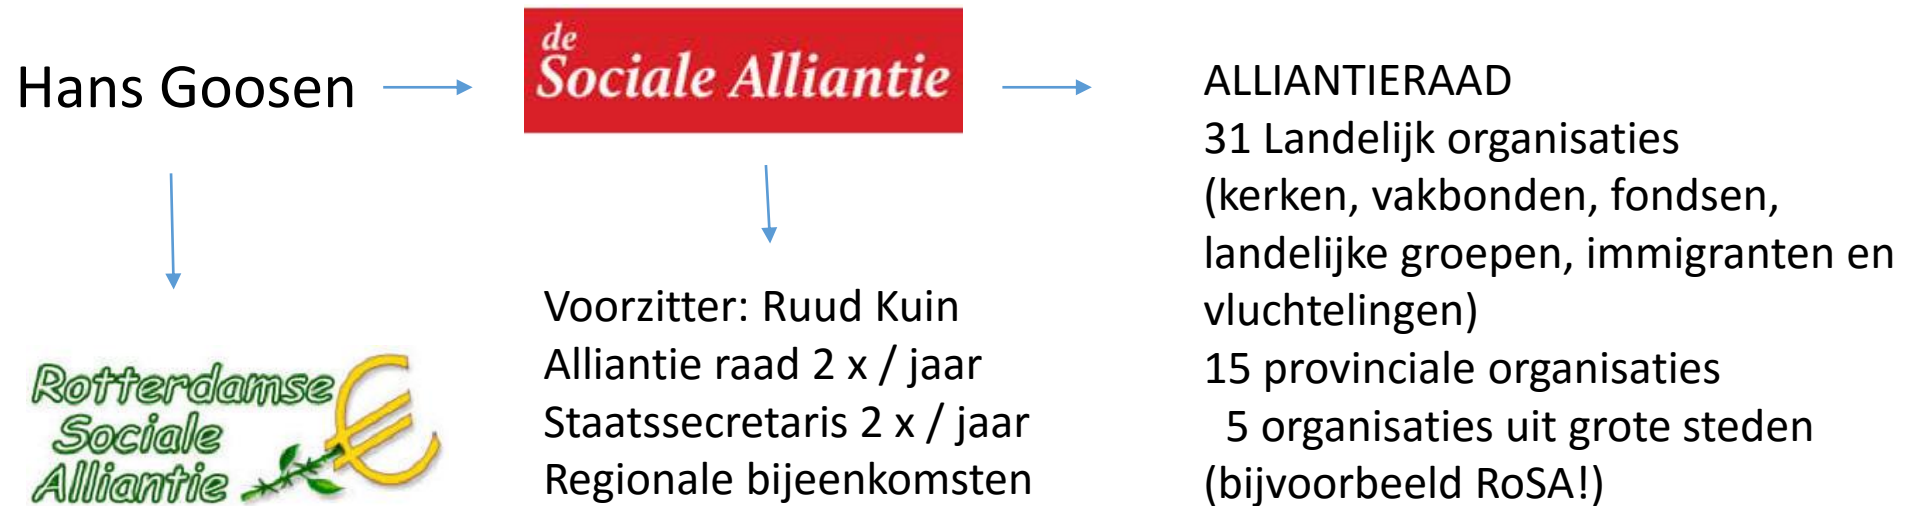 Hans Goosen
de
Sociale Alliantie
Rotterdamse
Sociale
Alliantie
Voorzitter: Ruud Kuin
Alliantie raad 2 x / jaar
Staatssecretaris 2 x / jaar
Regionale bijeenkomsten
ALLIANTIERAAD
31 Landelijk organisaties
(kerken, vakbonden, fondsen,
landelijke groepen, immigranten en
vluchtelingen)
15 provinciale organisaties
5 organisaties uit grote steden
(bijvoorbeeld RoSA!)